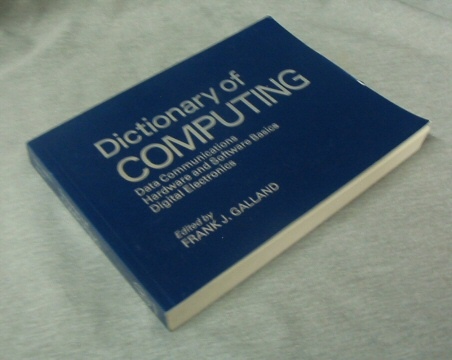 Dictionary of
COMPUTING
Data Communications
Hardware and Software Basics
Digital Electronics
Edited by
FRANK J. GALLAND